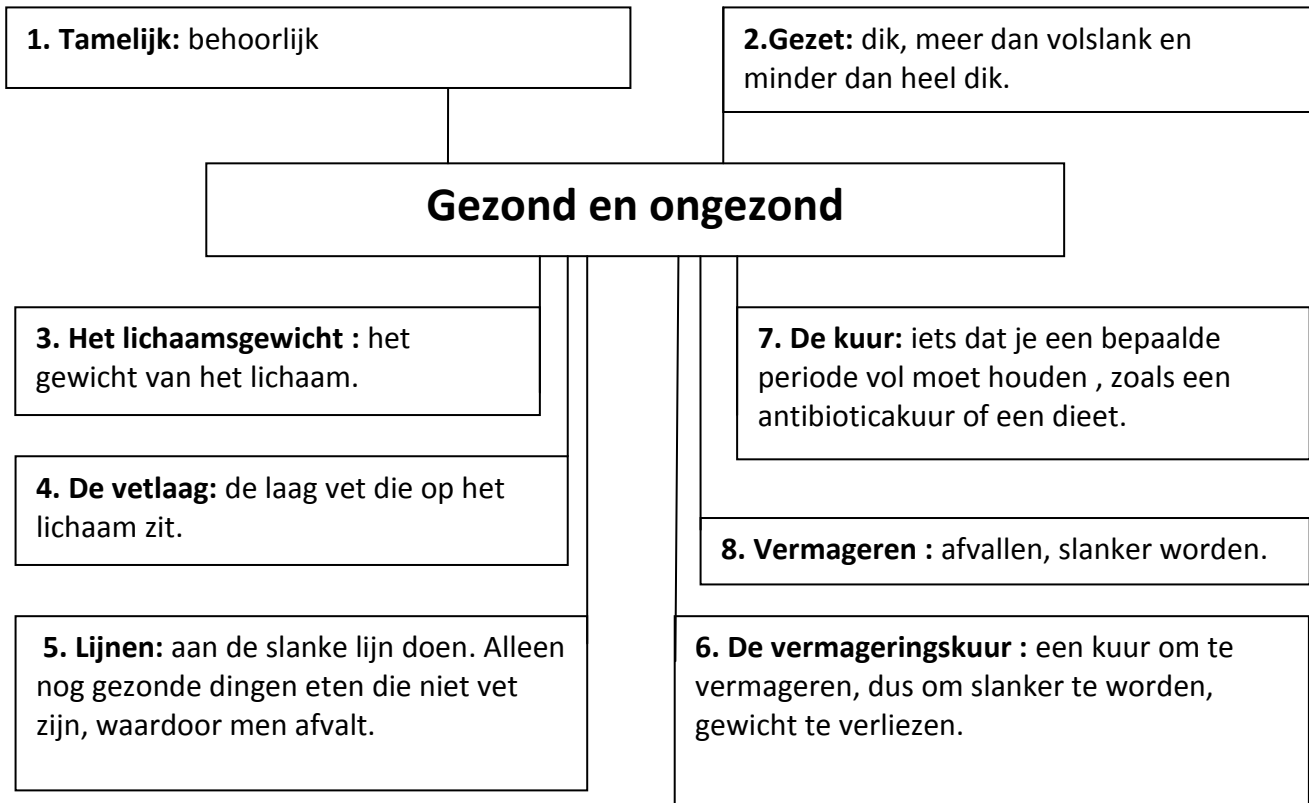 1. Tamelijk: behoorlijk
2.Gezet: dik, meer dan volslank en
minder dan heel dik.
Gezond en ongezond
3. Het lichaamsgewicht : het
gewicht van het lichaam.
4. De vetlaag: de laag vet die op het
lichaam zit.
5. Lijnen: aan de slanke lijn doen. Alleen
nog gezonde dingen eten die niet vet
zijn, waardoor men afvalt.
7. De kuur: iets dat je een bepaalde
periode vol moet houden , zoals een
antibioticakuur of een dieet.
8. Vermageren : afvallen, slanker worden.
6. De vermageringskuur : een kuur om te
vermageren, dus om slanker te worden,
gewicht te verliezen.